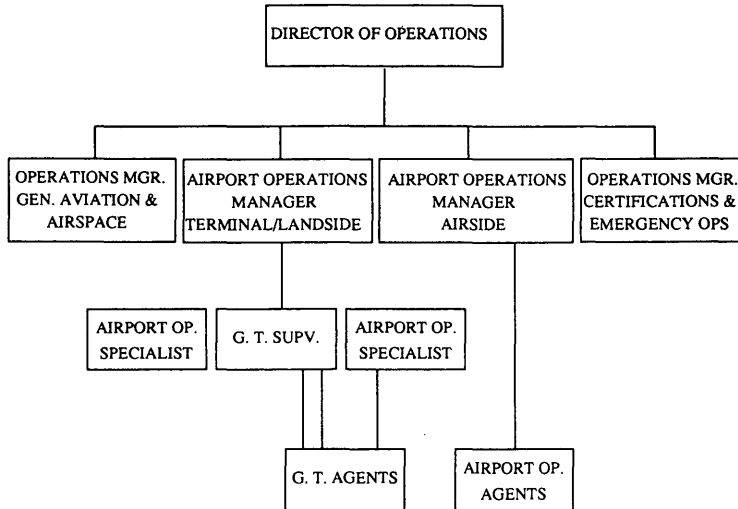 DIRECTOR OF OPERATIONS
OPERATIONS MGR.
GEN. AVIATION &
AIRSPACE
AIRPORT OPERATIONS
MANAGER
TERMINAL/LANDSIDE
AIRPORT OPERATIONS
MANAGER
AIRSIDE
OPERATIONS MGR.
CERTIFICATIONS &
EMERGENCY OPS
AIRPORT OP.
SPECIALIST
G. T. SUPV.
AIRPORT OP.
SPECIALIST
G. T. AGENTS
AIRPORT OP.
AGENTS